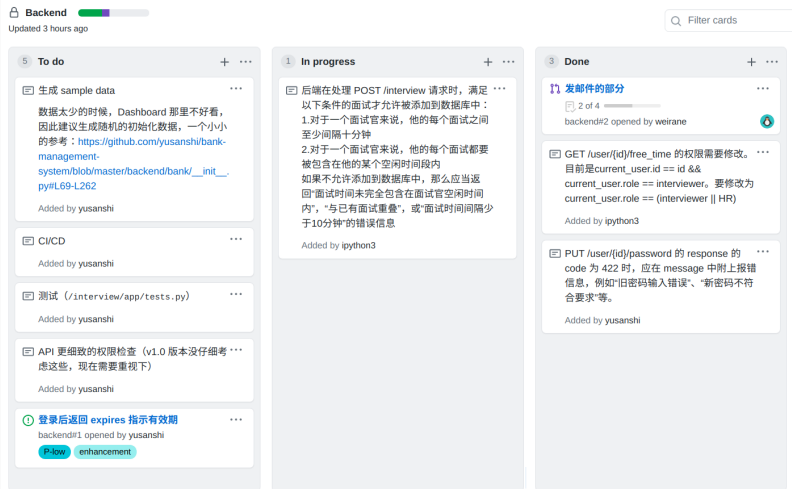 Backend
Updated 3 hours ago
Filter cards
5 To do
生成 sample data
数据太少的时候，Dashboard 那里不好看，
因此建议生成随机的初始化数据，一个小小
的参考：https://github.com/yusanshi/bank-
management-
system/blob/master/backend/bank/__init__.
py#L69-L262
Added by yusanshi
CI/CD
Added by yusanshi
测试（/interview/app/tests.py）
Added by yusanshi
API 更细致的权限检查（v1.0 版本没仔细考
虑这些，现在需要重视下）
Added by yusanshi
登录后返回 expires 指示有效期
backend#1 opened by yusanshi
P-low enhancement
1 In progress
后端在处理 POST /interview 请求时，满足
以下条件的面试才允许被添加到数据库中：
1.对于一个面试官来说，他的每个面试之间
至少间隔十分钟
2.对于一个面试官来说，他的每个面试都要
被包含在他的某个空闲时间段内
如果不允许添加到数据库中，那么应当返
回“面试时间未完全包含在面试官空闲时间
内”，“与已有面试重叠”，或“面试时间间隔少
于10分钟”的错误信息
Added by ipython3
3 Done
发邮件的部分
2 of 4
backend#2 opened by weirane
GET /user/{id}/free_time 的权限需要修改。
目前是current_user.id == id &&
current_user.role == interviewer。要修改为
current_user.role == (interviewer || HR)
Added by ipython3
PUT /user/{id}/password 的 response 的
code 为 422 时，应在 message 中附上报错
信息，例如“旧密码输入错误”、“新密码不符
合要求”等。
Added by yusanshi